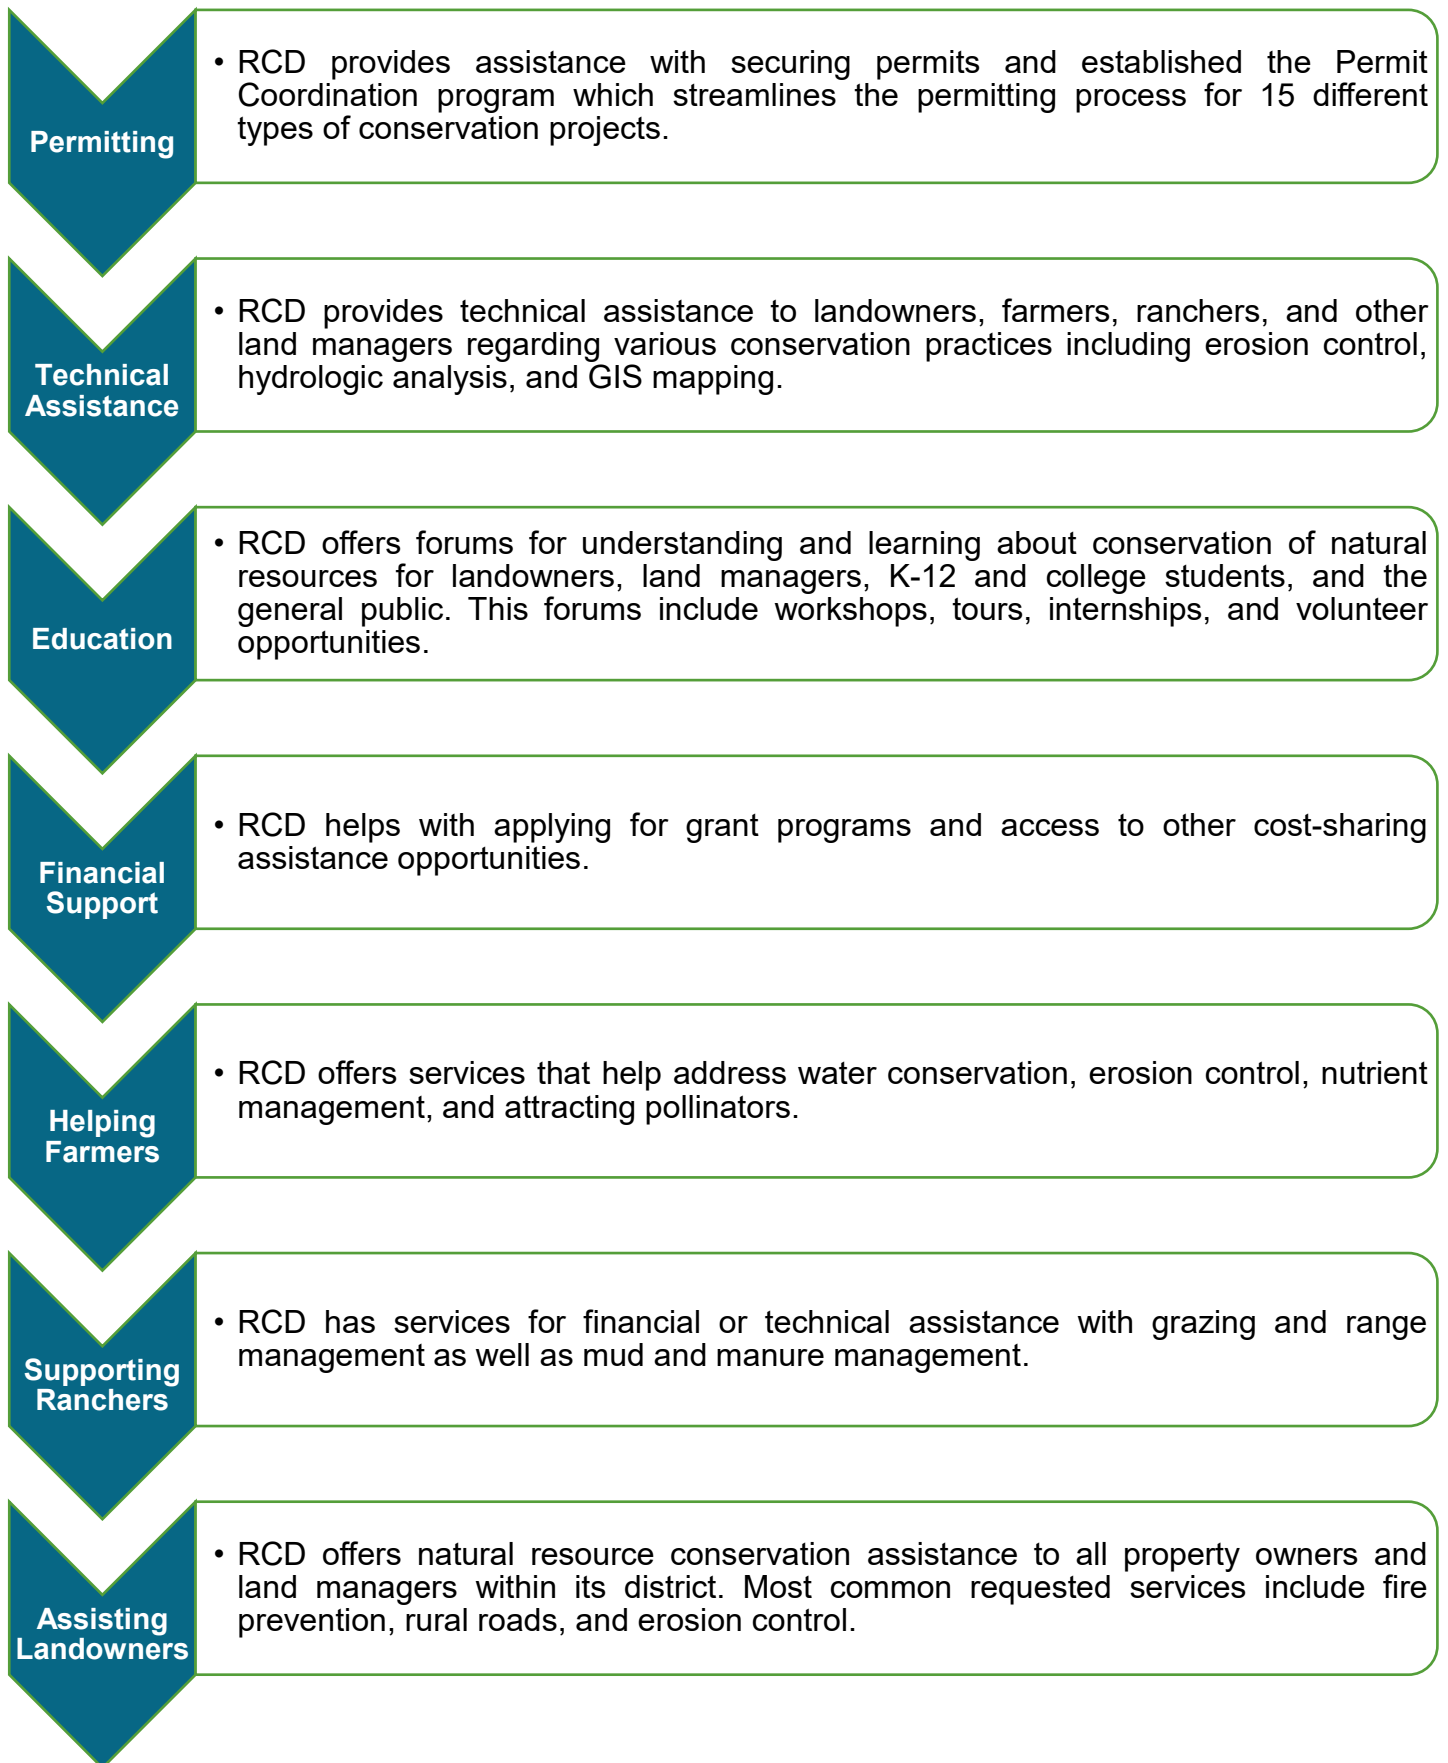 Permitting
• RCD provides assistance with securing permits and established the Permit
Coordination program which streamlines the permitting process for 15 different
types of conservation projects.
Technical
Assistance
• RCD provides technical assistance to landowners, farmers, ranchers, and other
land managers regarding various conservation practices including erosion control,
hydrologic analysis, and GIS mapping.
Education
• RCD offers forums for understanding and learning about conservation of natural
resources for landowners, land managers, K-12 and college students, and the
general public. This forums include workshops, tours, internships, and volunteer
opportunities.
Financial
Support
• RCD helps with applying for grant programs and access to other cost-sharing
assistance opportunities.
Helping
Farmers
• RCD offers services that help address water conservation, erosion control, nutrient
management, and attracting pollinators.
Supporting
Ranchers
• RCD has services for financial or technical assistance with grazing and range
management as well as mud and manure management.
Assisting
Landowners
• RCD offers natural resource conservation assistance to all property owners and
land managers within its district. Most common requested services include fire
prevention, rural roads, and erosion control.